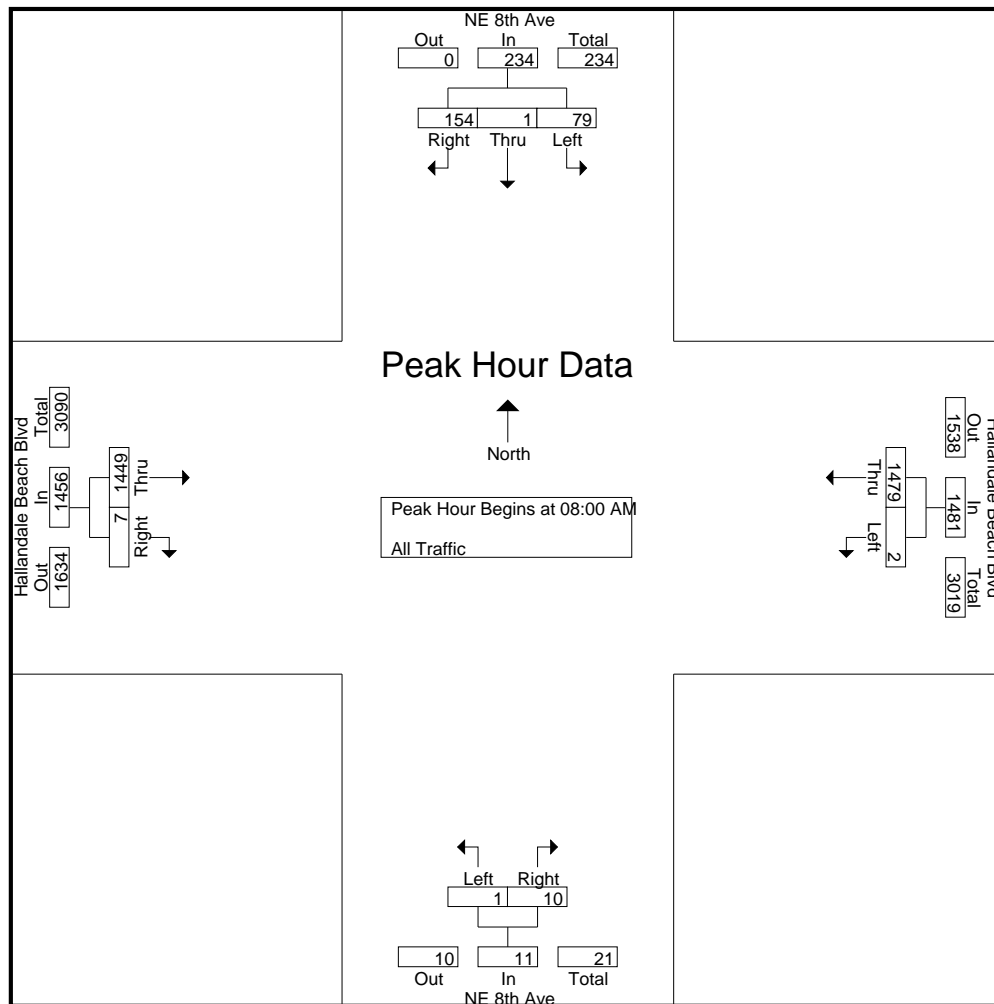 NE 8th Ave
Out In Total
0 234 234
154 1 79
Right Thru Left
Peak Hour Data
North
Peak Hour Begins at 08:00 AM
All Traffic
Hallandale Beach Blvd
Out In Total
1634 1456 3090
7 1449
Right Thru
Hallandale Beach Blvd
Out In Total
1538 1481 3019
1479 2
Thru Left
Left Right
1 10
10 11 21
Out In Total
NE 8th Ave